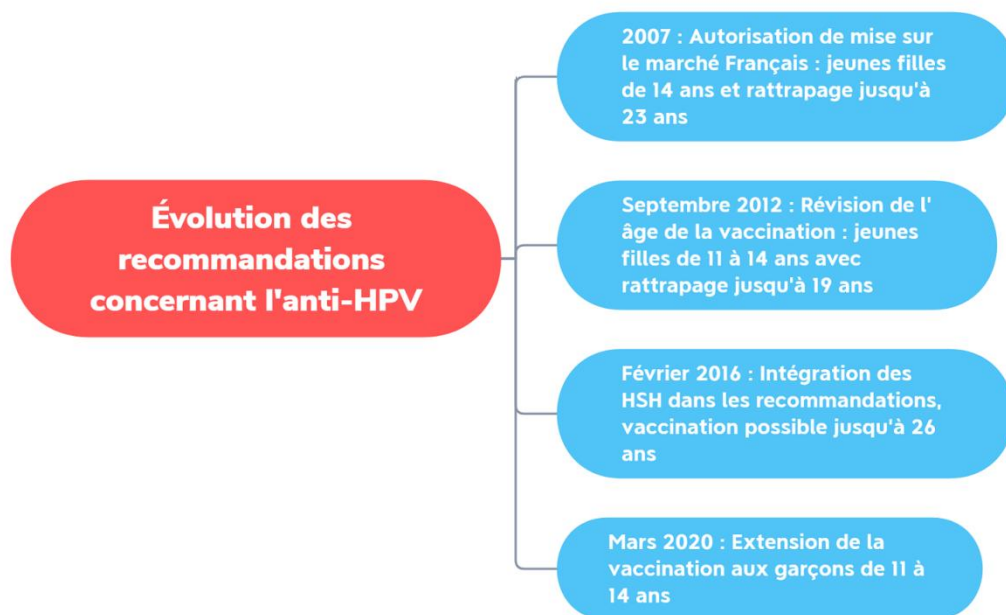 Évolution des
recommandations
concernant l'anti-HPV
2007 : Autorisation de mise sur
le marché Français : jeunes filles
de 14 ans et rattrapage jusqu'à
23 ans
Septembre 2012 : Révision de l'
âge de la vaccination : jeunes
filles de 11 à 14 ans avec
rattrapage jusqu'à 19 ans
Février 2016 : Intégration des
HSH dans les recommandations,
vaccination possible jusqu'à 26
ans
Mars 2020 : Extension de la
vaccination aux garçons de 11 à
14 ans